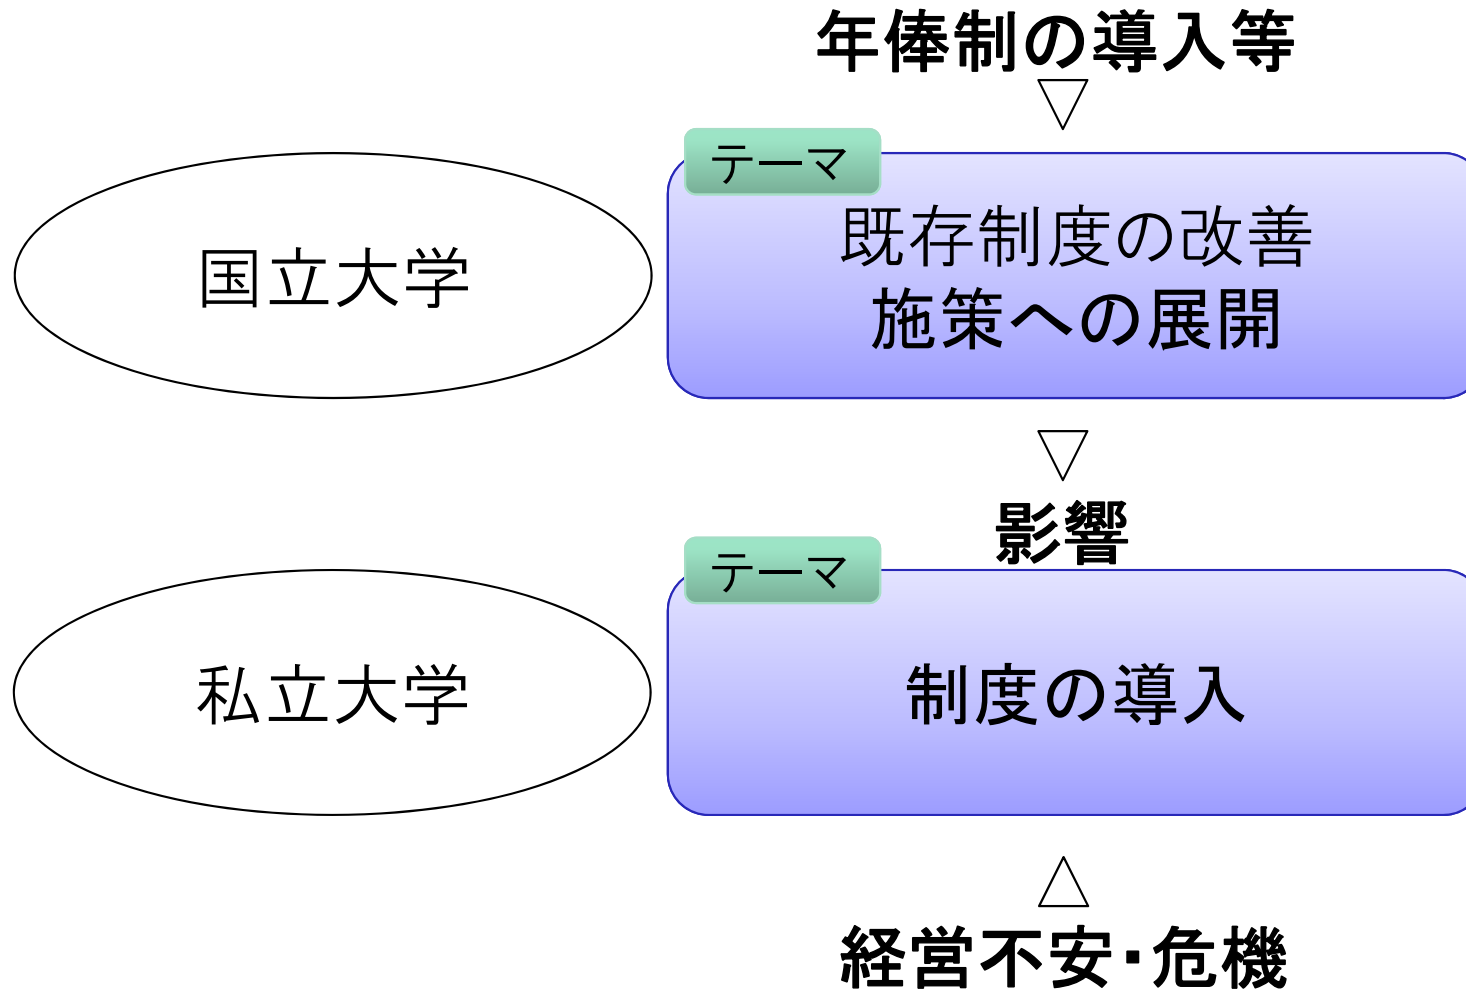 年俸制の導入等
テーマ
国立大学
既存制度の改善
施策への展開
影響
テーマ
私立大学
制度の導入
経営不安・危機